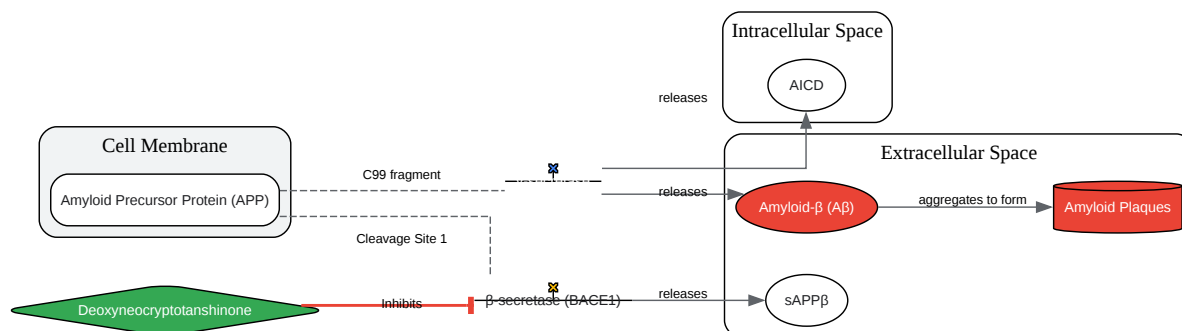 Intracellular Space
AICD
releases
Cell Membrane
Extracellular Space
C99 fragment
Amyloid Precursor Protein (APP)
releases
Amyloid-β (Aβ)
aggregates to form
Amyloid Plaques
Cleavage Site 1
Deoxyneocryptotanshinone
Inhibits
β-secretase (BACE1)
releases
sAPPβ